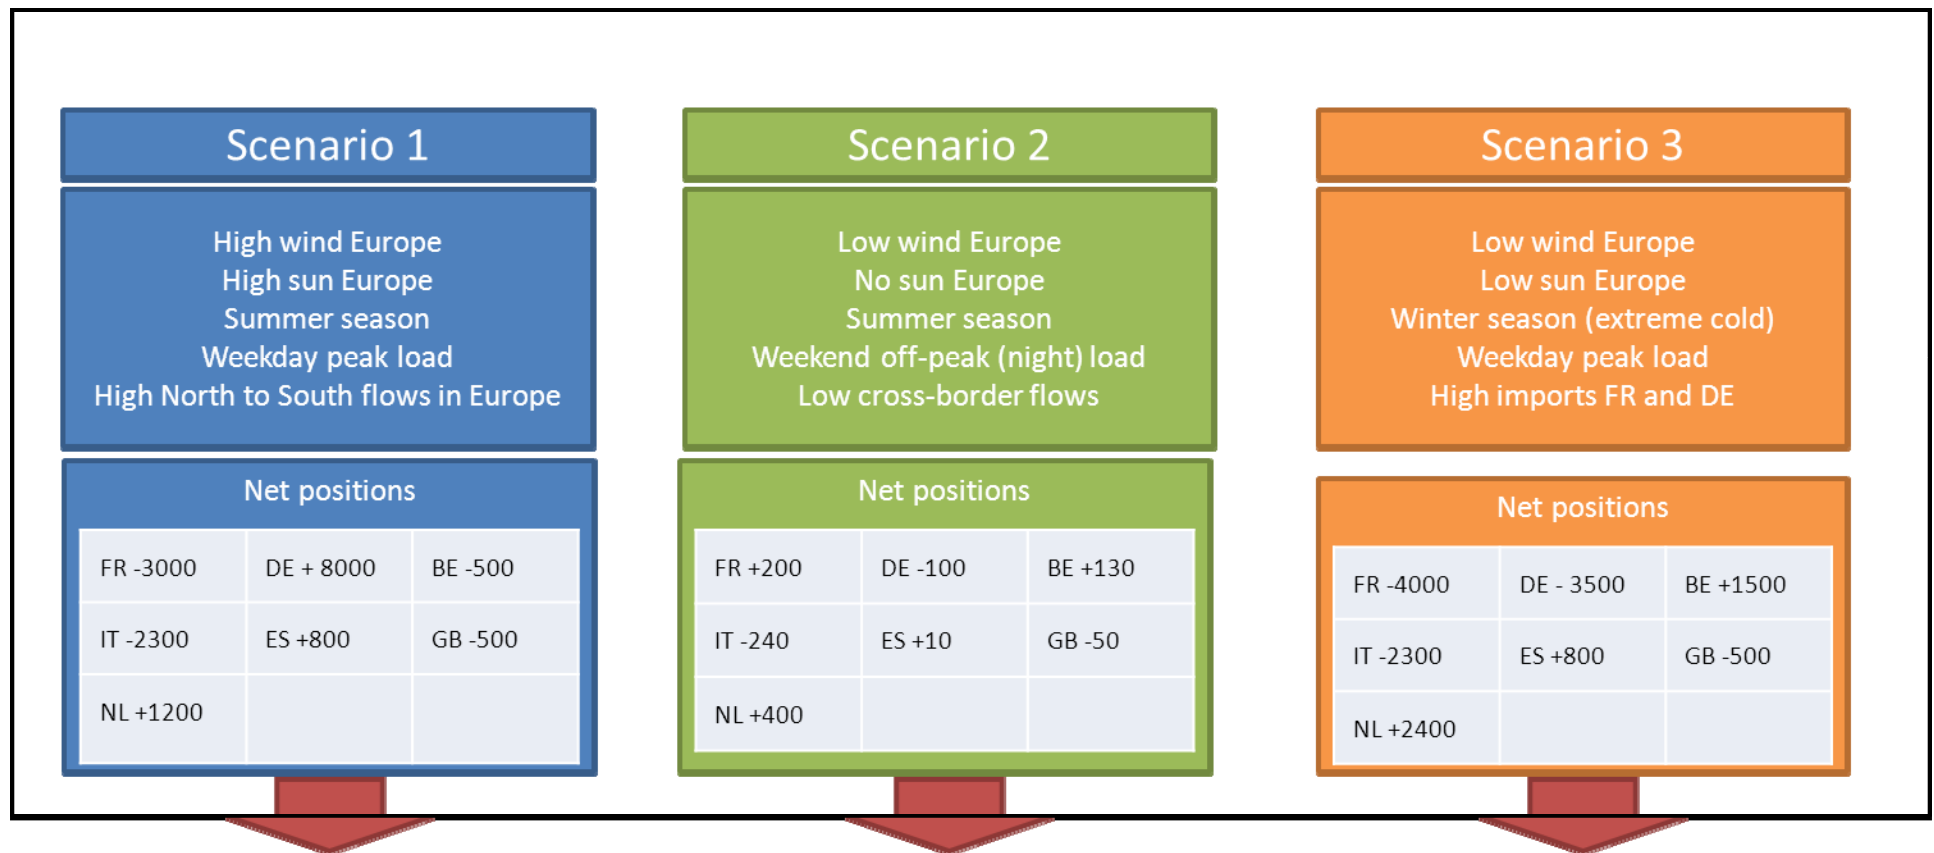 Scenario 1
High wind Europe
High sun Europe
Summer season
Weekday peak load
High North to South flows in Europe
Net positions
FR -3000 DE + 8000 BE -500
IT -2300 ES +800 GB -500
NL +1200
Scenario 2
Low wind Europe
No sun Europe
Summer season
Weekend off-peak (night) load
Low cross-border flows
Net positions
FR +200 DE -100 BE +130
IT -240 ES +10 GB -50
NL +400
Scenario 3
Low wind Europe
Low sun Europe
Winter season (extreme cold)
Weekday peak load
High imports FR and DE
Net positions
FR -4000 DE - 3500 BE +1500
IT -2300 ES +800 GB -500
NL +2400